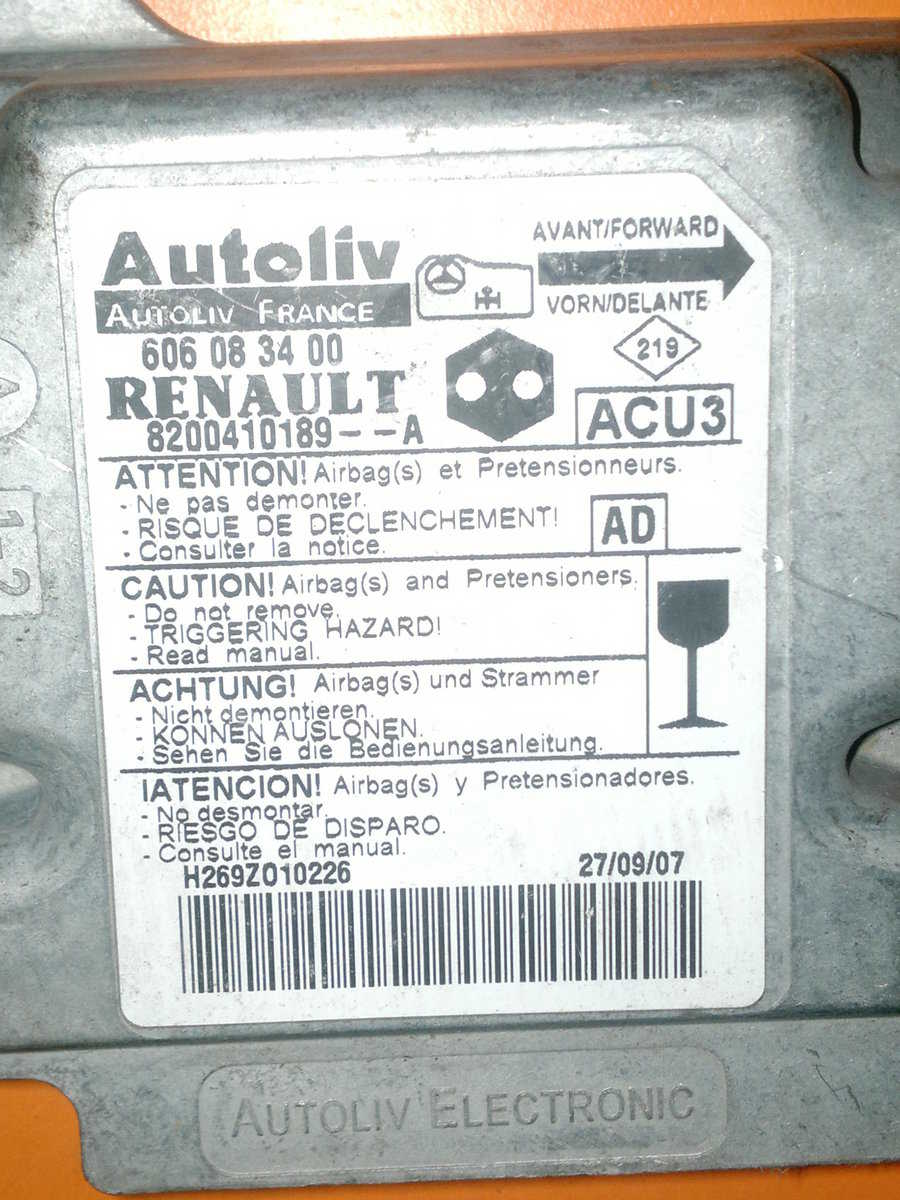 Autoliv
AUTOLIV FRANCE
AVANT/FORWARD
VORN/DELANTE
606 08 34 00
219
RENAULT
ACU3
8200410189--A
ATTENTION! Airbag(s) et Pretensionneurs.
- Ne pas demonter.
- RISQUE DE DECLENCHEMENT!
- Consulter la notice.
AD
CAUTION! Airbag(s) and Pretensioners.
- Do not remove.
- TRIGGERING HAZARD!
- Read manual.
ACHTUNG! Airbag(s) und Strammer
- Nicht demontieren.
- KONNEN AUSLONEN.
- Sehen Sie die Bedienungsanleitung.
IATENCION! Airbag(s) y Pretensionadores.
- No desmontar.
- RIESGO DE DISPARO.
- Consulte el manual.
H269Z010226 27/09/07
AUTOLIV ELECTRONIC